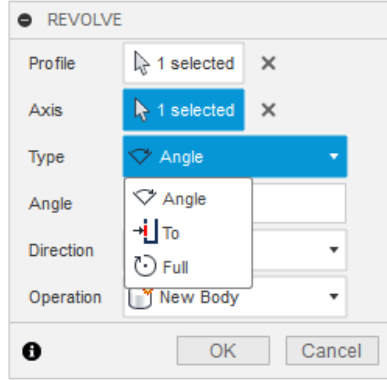 REVOLVE
Profile 1 selected
Axis 1 selected
Type Angle
Angle Angle
To
Direction
Full
Operation New Body
OK Cancel